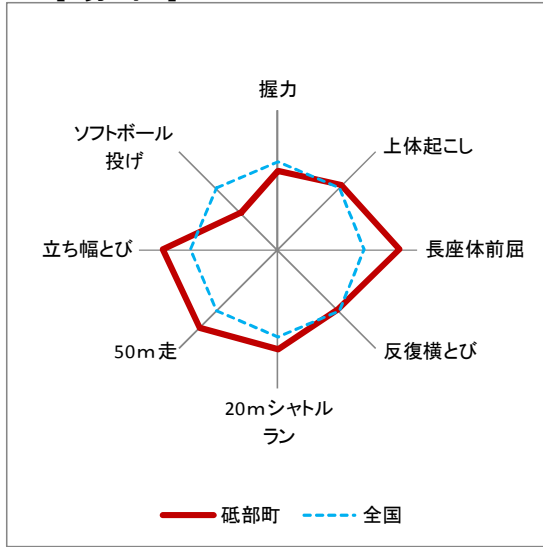 握力
上体起こし
長座体前屈
反復横とび
20mシャトル
ラン
50m走
立ち幅とび
ソフトボール
投げ
砥部町
全国